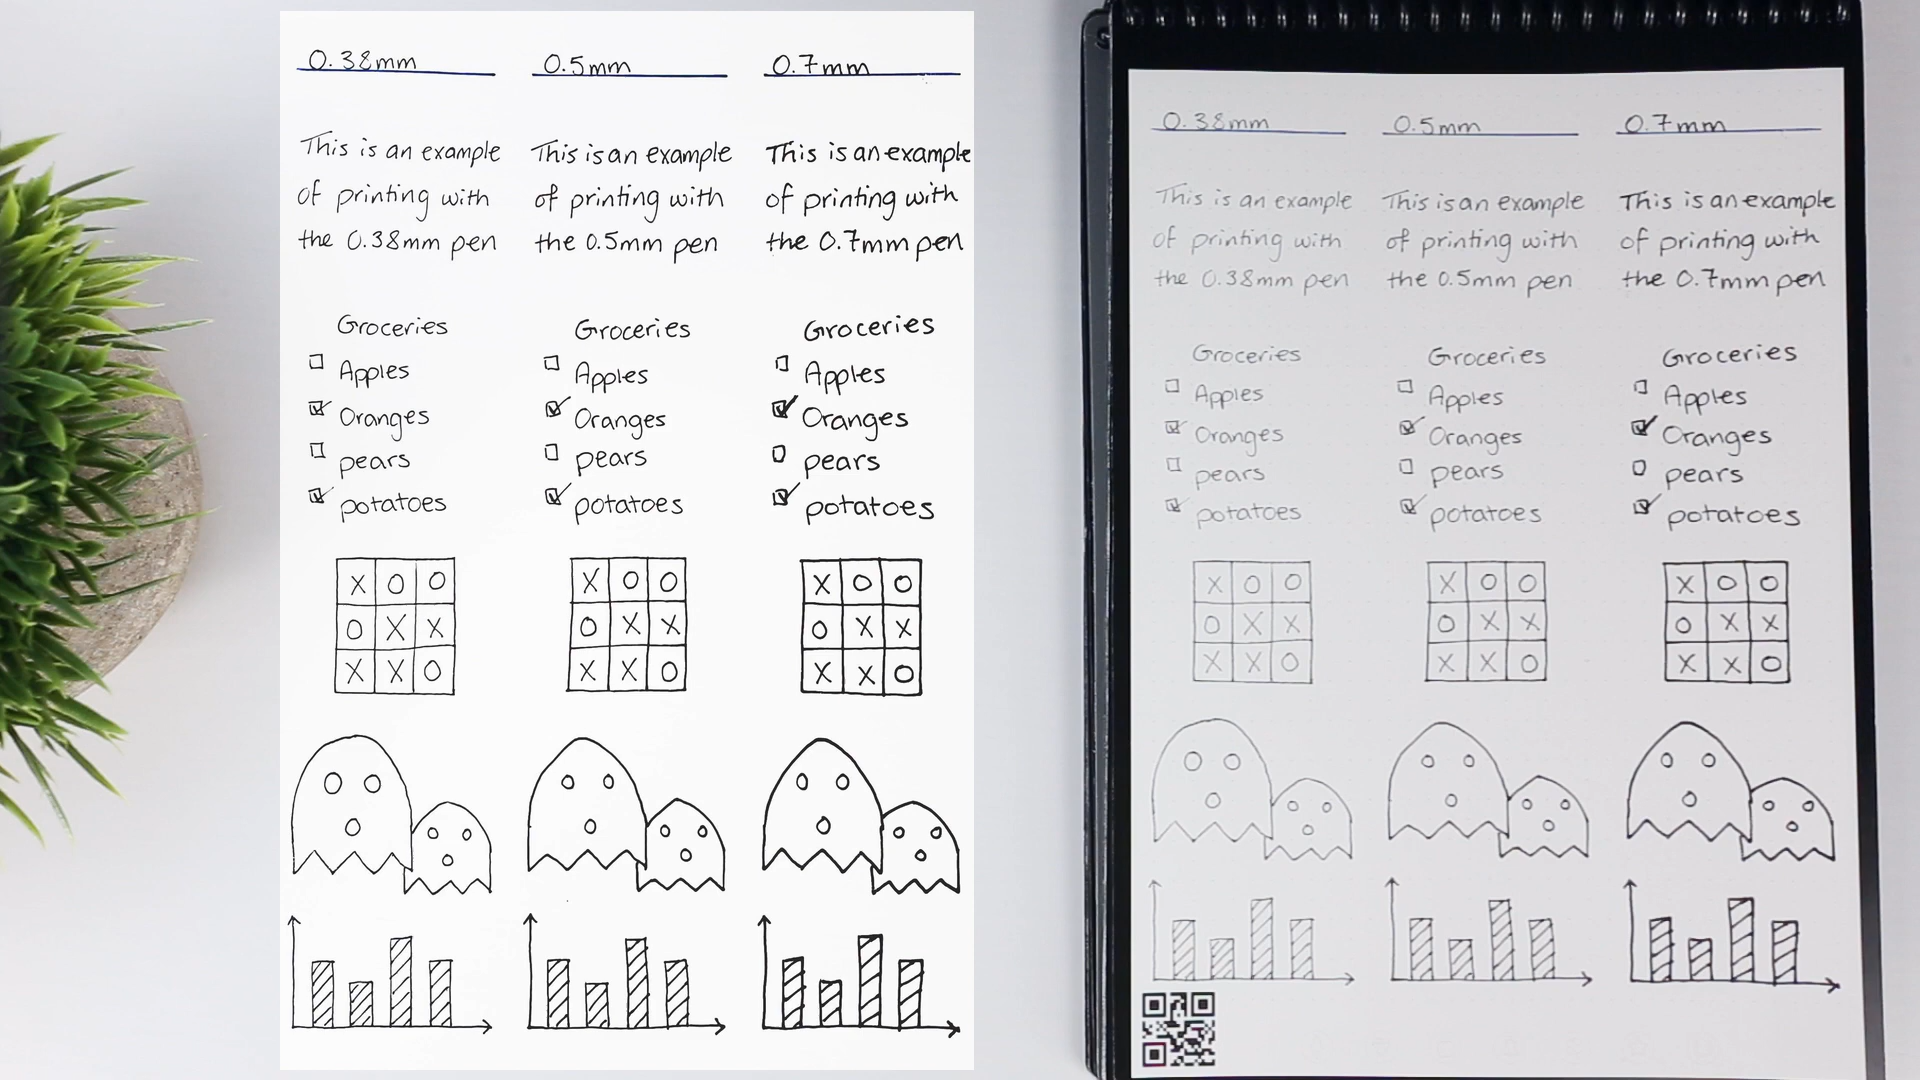 0.38mm
0.5mm
0.7mm
This is an example
of printing with
the 0.38mm pen
This is an example
of printing with
the 0.5mm pen
This is an example
of printing with
the 0.7mm pen
Groceries
Apples
Oranges
pears
potatoes
Groceries
Apples
Oranges
pears
potatoes
Groceries
Apples
Oranges
pears
potatoes
X O O
O X X
X X O
X O O
O X X
X X O
X O O
O X X
X X O
0.38mm
0.5mm
0.7mm
This is an example
of printing with
the 0.38mm pen
This is an example
of printing with
the 0.5mm pen
This is an example
of printing with
the 0.7mm pen
Groceries
Apples
Oranges
pears
potatoes
Groceries
Apples
Oranges
pears
potatoes
Groceries
Apples
Oranges
pears
potatoes
X O O
O X X
X X O
X O O
O X X
X X O
X O O
O X X
X X O